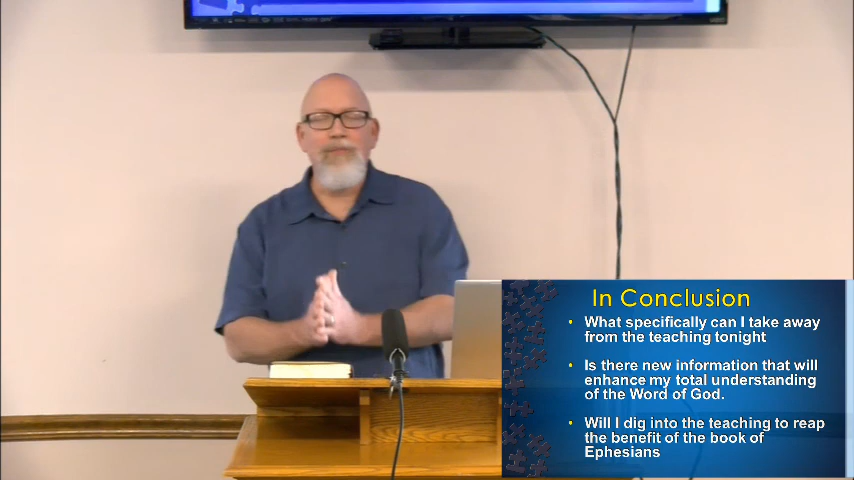 In Conclusion
• What specifically can I take away
from the teaching tonight
• Is there new information that will
enhance my total understanding
of the Word of God.
• Will I dig into the teaching to reap
the benefit of the book of
Ephesians